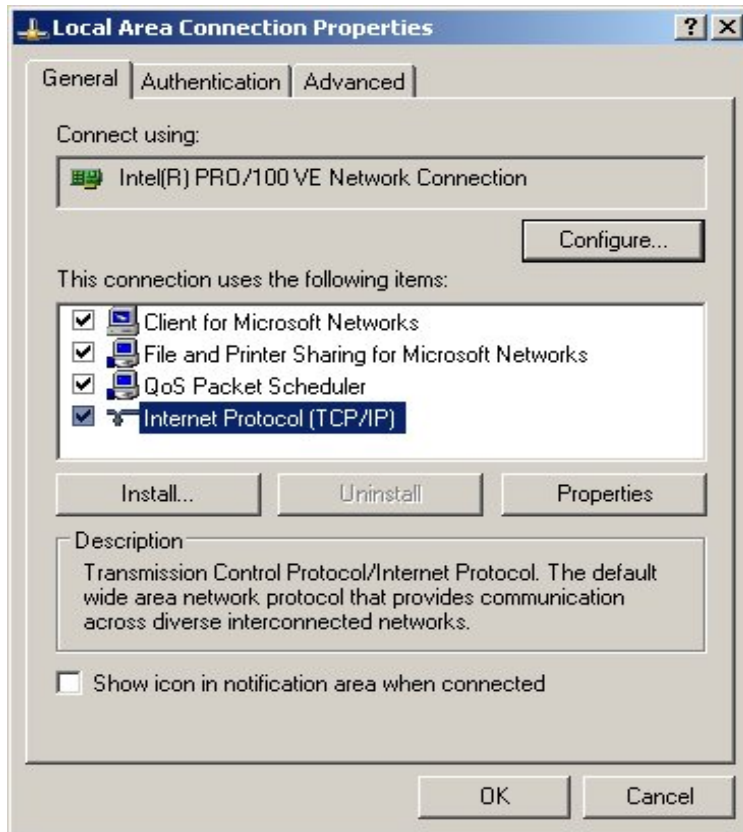 Local Area Connection Properties
General Authentication Advanced
Connect using:
Intel(R) PRO/100 VE Network Connection
Configure...
This connection uses the following items:
Client for Microsoft Networks
File and Printer Sharing for Microsoft Networks
QoS Packet Scheduler
Internet Protocol (TCP/IP)
Install... Uninstall Properties
Description
Transmission Control Protocol/Internet Protocol. The default
wide area network protocol that provides communication
across diverse interconnected networks.
Show icon in notification area when connected
OK Cancel